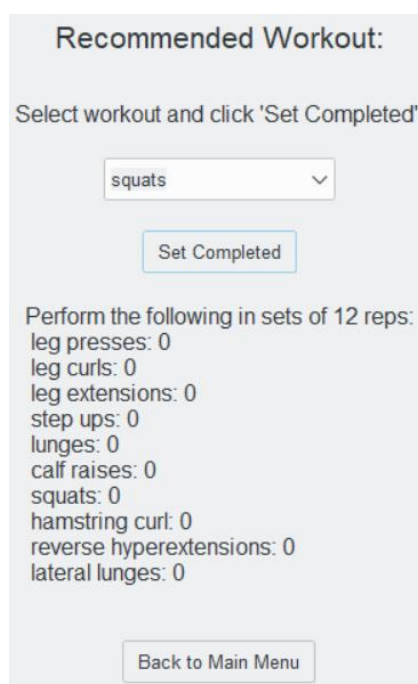 Recommended Workout:
Select workout and click 'Set Completed'
squats
Set Completed
Perform the following in sets of 12 reps:
leg presses: 0
leg curls: 0
leg extensions: 0
step ups: 0
lunges: 0
calf raises: 0
squats: 0
hamstring curl: 0
reverse hyperextensions: 0
lateral lunges: 0
Back to Main Menu